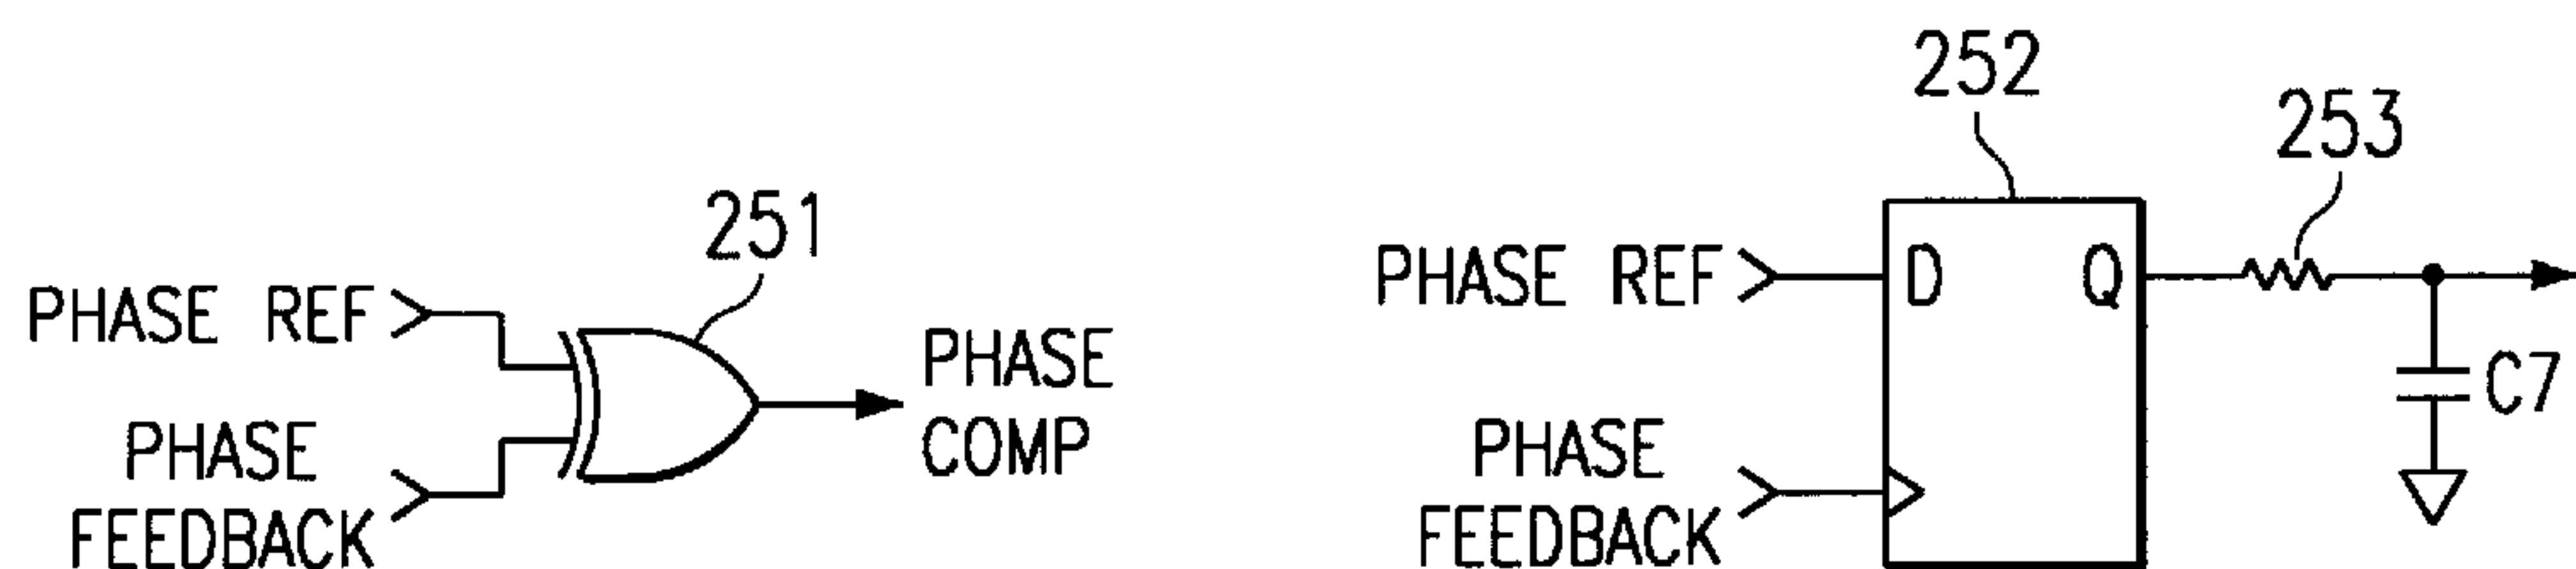 251
PHASE REF
PHASE
FEEDBACK
PHASE
COMP
252
253
PHASE REF
D
Q
PHASE
FEEDBACK
C7